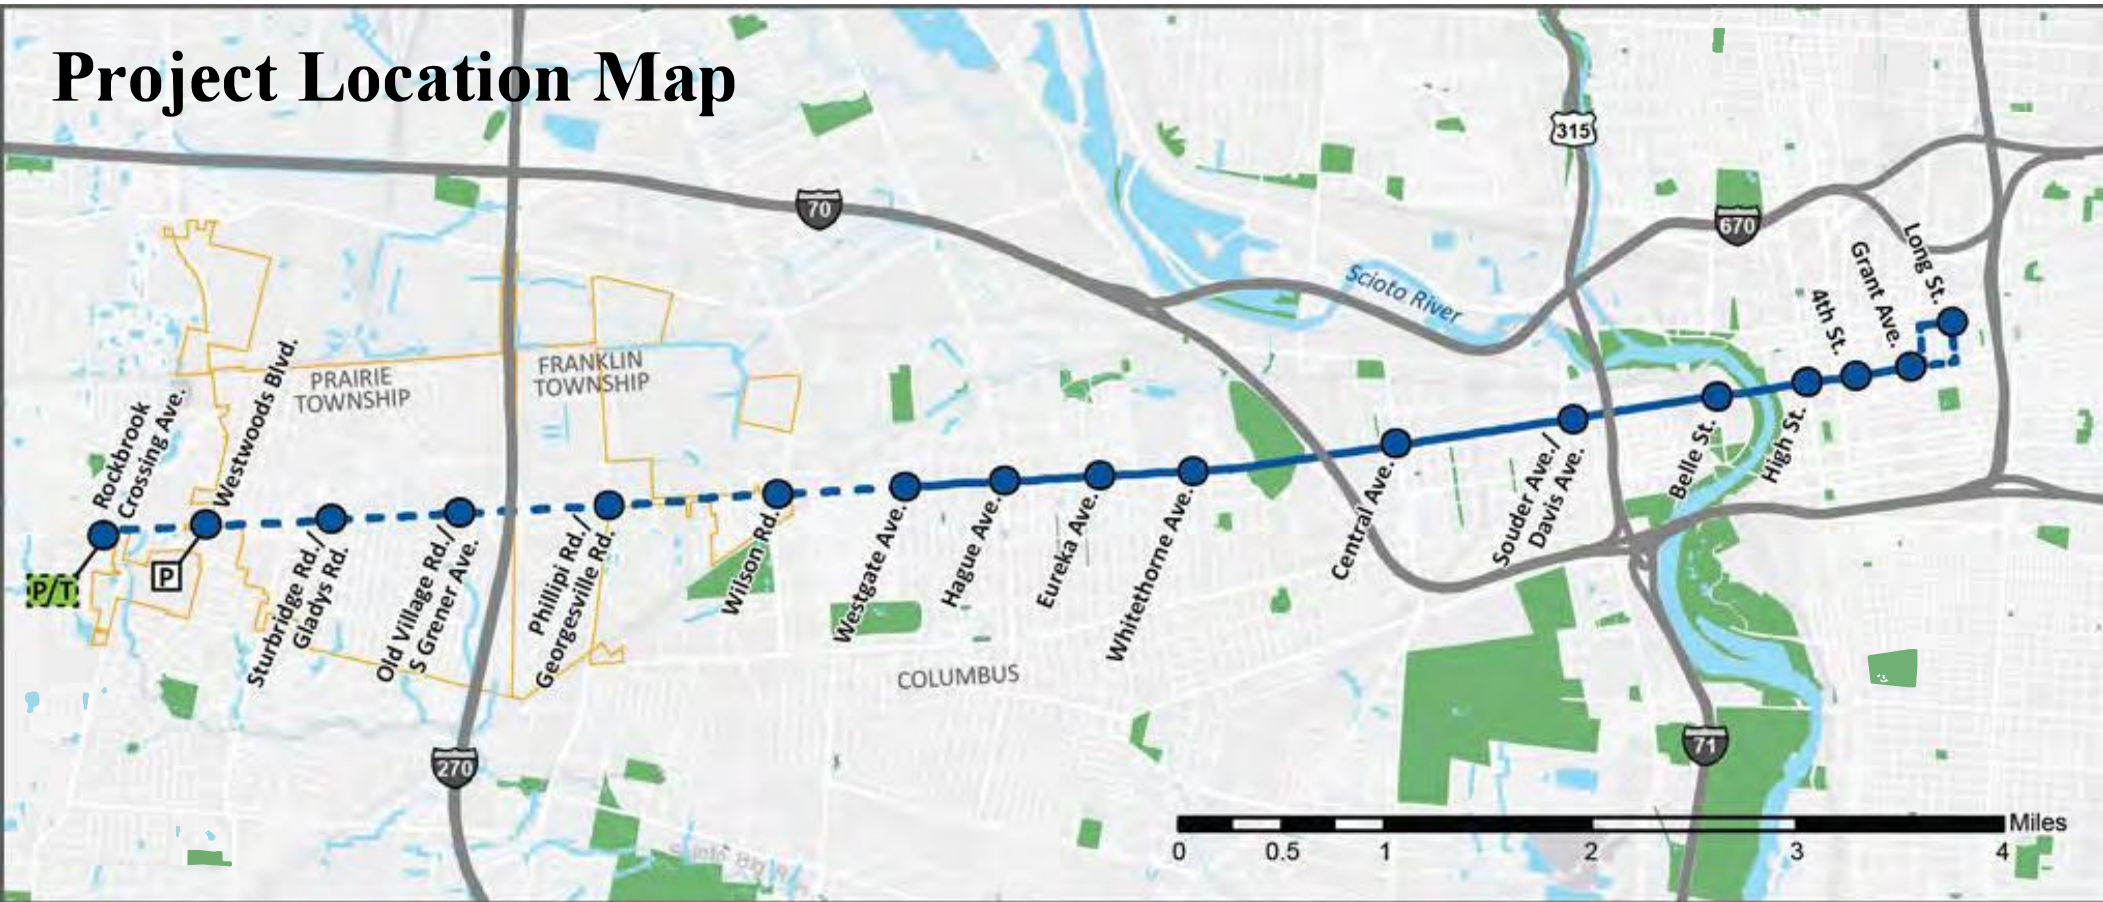 Project Location Map
315
70
670
Scioto River
Long St.
Grant Ave.
4th St.
PRAIRIE
TOWNSHIP
FRANKLIN
TOWNSHIP
Rockbrook
Crossing Ave.
Westwoods Blvd.
P/T
P
Sturbridge Rd./
Gladys Rd.
Old Village Rd./
S Grener Ave.
Phillipi Rd./
Georgesville Rd.
Wilson Rd.
Westgate Ave.
Hague Ave.
Eureka Ave.
Whitethorne Ave.
Central Ave.
Souder Ave./
Davis Ave.
Belle St.
High St.
COLUMBUS
270
71
Miles
0 0.5 1 2 3 4